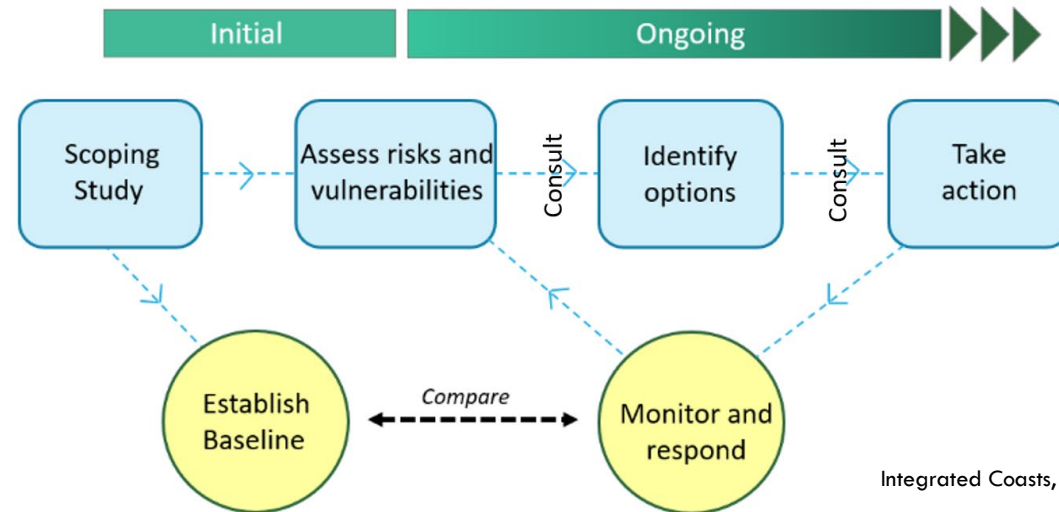 Initial
Ongoing
Scoping
Study
Assess risks and
vulnerabilities
Consult
Identify
options
Consult
Take
action
Establish
Baseline
Compare
Monitor and
respond
Integrated Coasts,